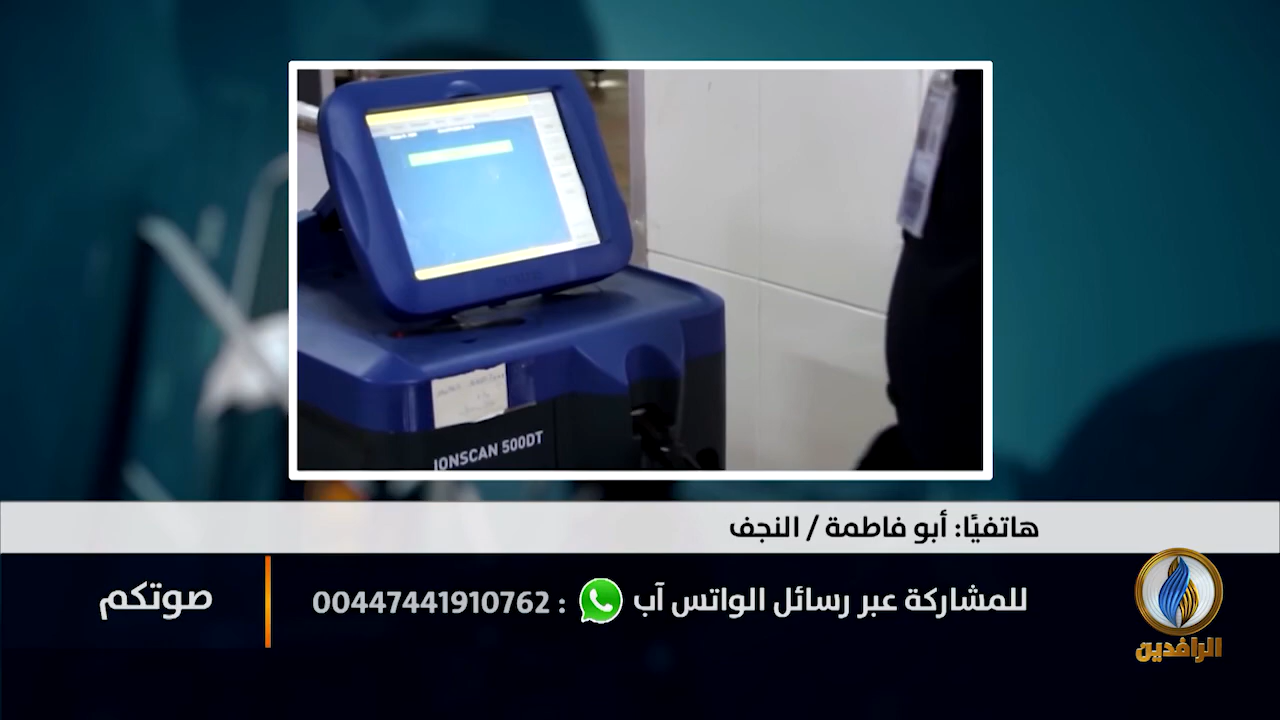 IONSCAN 500DT
هاتفيًا: أبو فاطمة / النجف
للمشاركة عبر رسائل الواتس آب : 00447441910762
صوتكم
الرافدين